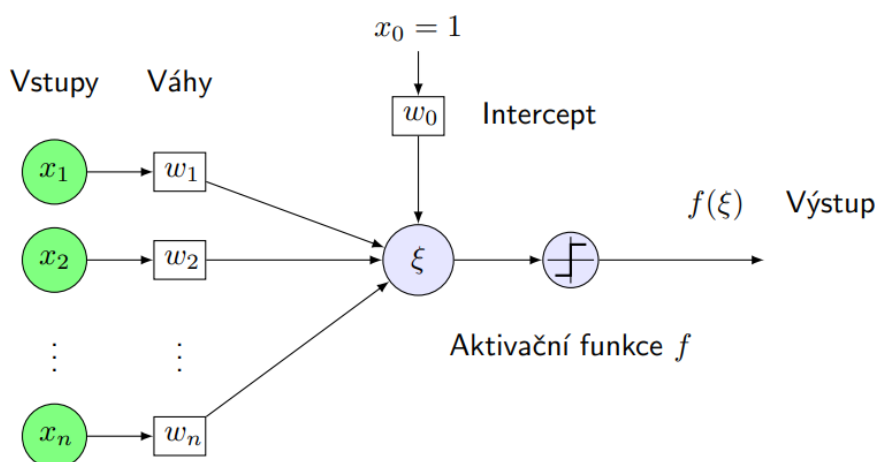 x₀ = 1
Vstupy Váhy
w₀ Intercept
x₁ w₁
f(ξ) Výstup
x₂ w₂ ξ
⋮ ⋮
Aktivační funkce f
xₙ wₙ